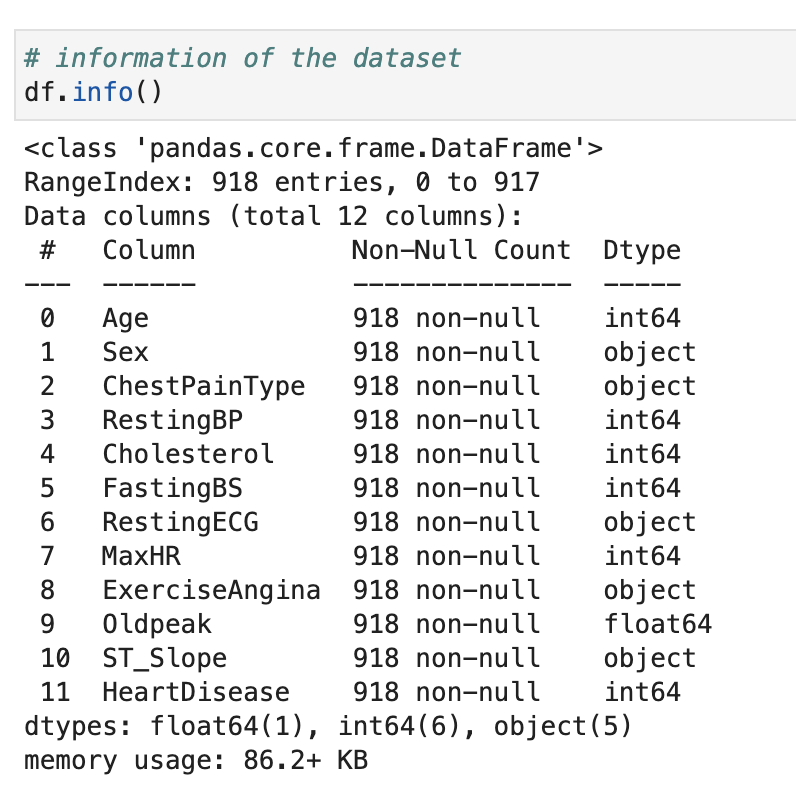 # information of the dataset
df.info()
<class 'pandas.core.frame.DataFrame'>
RangeIndex: 918 entries, 0 to 917
Data columns (total 12 columns):
 #   Column          Non-Null Count  Dtype
---  ------          --------------  -----
 0   Age             918 non-null    int64
 1   Sex             918 non-null    object
 2   ChestPainType   918 non-null    object
 3   RestingBP       918 non-null    int64
 4   Cholesterol     918 non-null    int64
 5   FastingBS       918 non-null    int64
 6   RestingECG      918 non-null    object
 7   MaxHR           918 non-null    int64
 8   ExerciseAngina  918 non-null    object
 9   Oldpeak         918 non-null    float64
 10  ST_Slope        918 non-null    object
 11  HeartDisease    918 non-null    int64
dtypes: float64(1), int64(6), object(5)
memory usage: 86.2+ KB